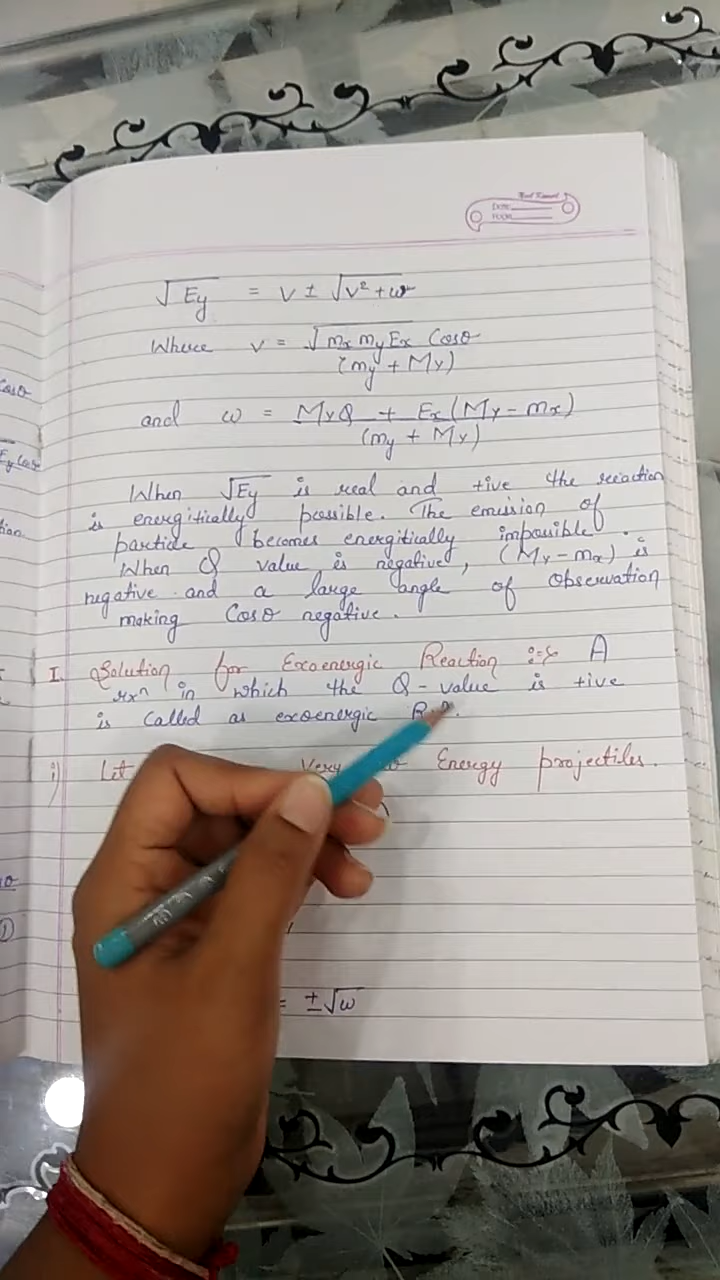 DATE
√Ey = v ± √v² + ω
Where v = √mx my Ex Cosθ
(my + My)
and ω = MyQ + Ex(My - mx)
(my + My)
When √Ey is real and +ive the reaction
is energitically possible. The emission of
particle becomes energitically impossible.
When Q value is negative, (My - mx) is
negative and a large angle of observation
making Cosθ negative.
I. Solution for Exoenergic Reaction :-
A
rxⁿ in which the Q-value is +ive
is called as exoenergic
i) Let Very Energy projectiles.
= ±√ω